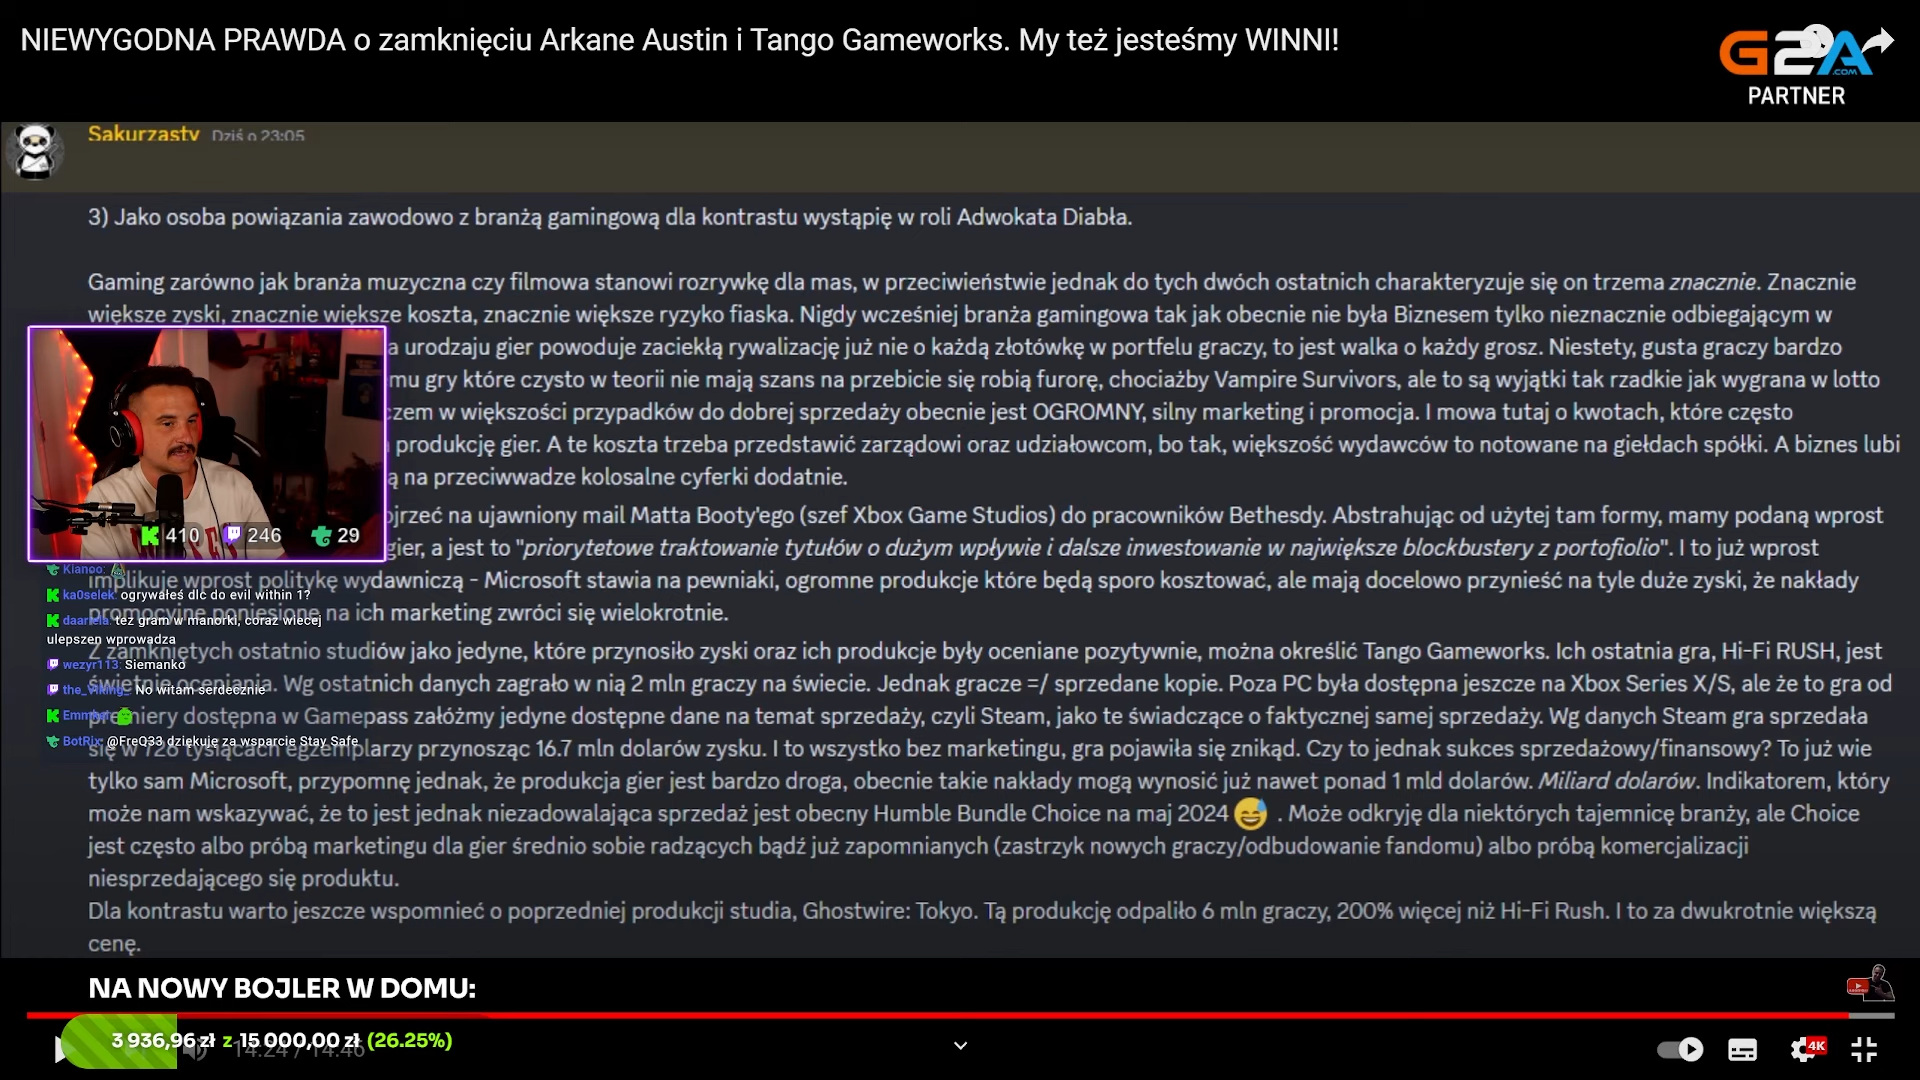 NIEWYGODNA PRAWDA o zamknięciu Arkane Austin i Tango Gameworks. My też jesteśmy WINNI!
G2A
.COM
PARTNER
Sakurzasty Dziś o 23:05
3) Jako osoba powiązania zawodowo z branżą gamingową dla kontrastu wystąpię w roli Adwokata Diabła.
Gaming zarówno jak branża muzyczna czy filmowa stanowi rozrywkę dla mas, w przeciwieństwie jednak do tych dwóch ostatnich charakteryzuje się on trzema znacznie. Znacznie
większe zyski, znacznie większe koszta, znacznie większe ryzyko fiaska. Nigdy wcześniej branża gamingowa tak jak obecnie nie była Biznesem tylko nieznacznie odbiegającym w
a urodzaju gier powoduje zaciekłą rywalizację już nie o każdą złotówkę w portfelu graczy, to jest walka o każdy grosz. Niestety, gusta graczy bardzo
mu gry które czysto w teorii nie mają szans na przebicie się robią furorę, chociażby Vampire Survivors, ale to są wyjątki tak rzadkie jak wygrana w lotto
czem w większości przypadków do dobrej sprzedaży obecnie jest OGROMNY, silny marketing i promocja. I mowa tutaj o kwotach, które często
produkcję gier. A te koszta trzeba przedstawić zarządowi oraz udziałowcom, bo tak, większość wydawców to notowane na giełdach spółki. A biznes lubi
ą na przeciwwadze kolosalne cyferki dodatnie.
ojrzeć na ujawniony mail Matta Booty'ego (szef Xbox Game Studios) do pracowników Bethesdy. Abstrahując od użytej tam formy, mamy podaną wprost
gier, a jest to "priorytetowe traktowanie tytułów o dużym wpływie i dalsze inwestowanie w największe blockbustery z portofiolio". I to już wprost
implikuje wprost politykę wydawniczą - Microsoft stawia na pewniaki, ogromne produkcje które będą sporo kosztować, ale mają docelowo przynieść na tyle duże zyski, że nakłady
promocyjne poniesione na ich marketing zwróci się wielokrotnie.
Z zamkniętych ostatnio studiów jako jedyne, które przynosiło zyski oraz ich produkcje były oceniane pozytywnie, można określić Tango Gameworks. Ich ostatnia gra, Hi-Fi RUSH, jest
świetnie oceniania. Wg ostatnich danych zagrało w nią 2 mln graczy na świecie. Jednak gracze =/ sprzedane kopie. Poza PC była dostępna jeszcze na Xbox Series X/S, ale że to gra od
premiery dostępna w Gamepass załóżmy jedyne dostępne dane na temat sprzedaży, czyli Steam, jako te świadczące o faktycznej samej sprzedaży. Wg danych Steam gra sprzedała
się w 726 tysiącach egzemplarzy przynosząc 16.7 mln dolarów zysku. I to wszystko bez marketingu, gra pojawiła się znikąd. Czy to jednak sukces sprzedażowy/finansowy? To już wie
tylko sam Microsoft, przypomnę jednak, że produkcja gier jest bardzo droga, obecnie takie nakłady mogą wynosić już nawet ponad 1 mld dolarów. Miliard dolarów. Indikatorem, który
może nam wskazywać, że to jest jednak niezadowalająca sprzedaż jest obecny Humble Bundle Choice na maj 2024 😅 . Może odkryję dla niektórych tajemnicę branży, ale Choice
jest często albo próbą marketingu dla gier średnio sobie radzących bądź już zapomnianych (zastrzyk nowych graczy/odbudowanie fandomu) albo próbą komercjalizacji
niesprzedającego się produktu.
Dla kontrastu warto jeszcze wspomnieć o poprzedniej produkcji studia, Ghostwire: Tokyo. Tą produkcję odpaliło 6 mln graczy, 200% więcej niż Hi-Fi Rush. I to za dwukrotnie większą
cenę.
410 246 29
Kianoo:
ka0selek: ogrywałeś dlc do evil within 1?
też gram w manorki, coraz wiecej
ulepszen wprowadza
wezyr113: Siemanko
No witam serdecznie
BotRix: @FreQ33 dziękuję za wsparcie Stay Safe
NA NOWY BOJLER W DOMU:
3 936,96 zł z 15 000,00 zł (26.25%)
14:24 / 14:46
4K